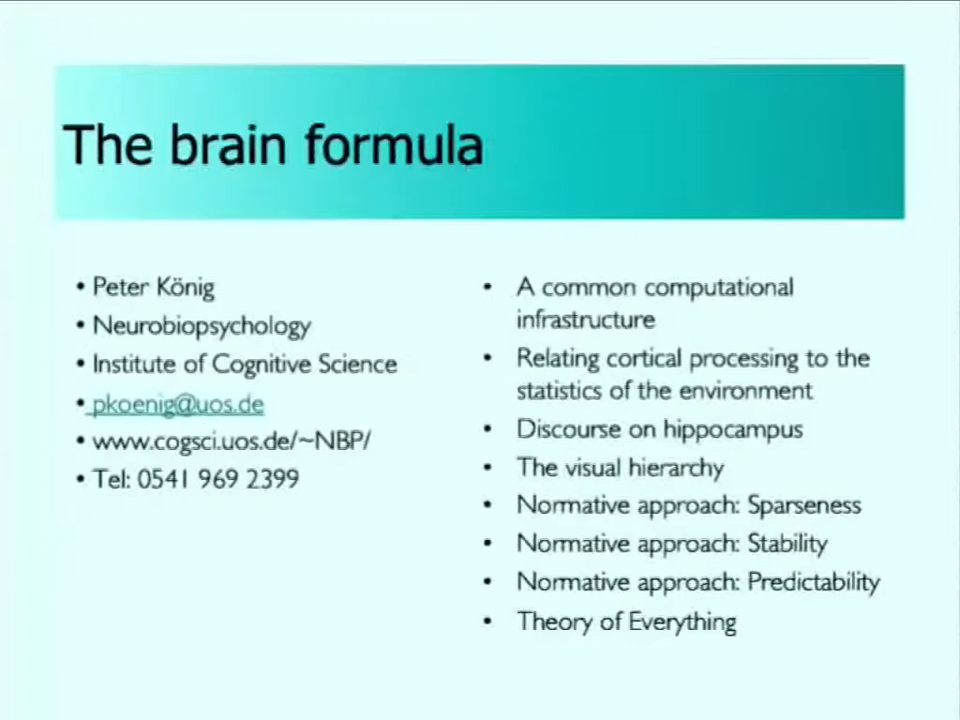 The brain formula
• Peter König
• Neurobiopsychology
• Institute of Cognitive Science
• pkoenig@uos.de
• www.cogsci.uos.de/~NBP/
• Tel: 0541 969 2399
• A common computational
infrastructure
• Relating cortical processing to the
statistics of the environment
• Discourse on hippocampus
• The visual hierarchy
• Normative approach: Sparseness
• Normative approach: Stability
• Normative approach: Predictability
• Theory of Everything